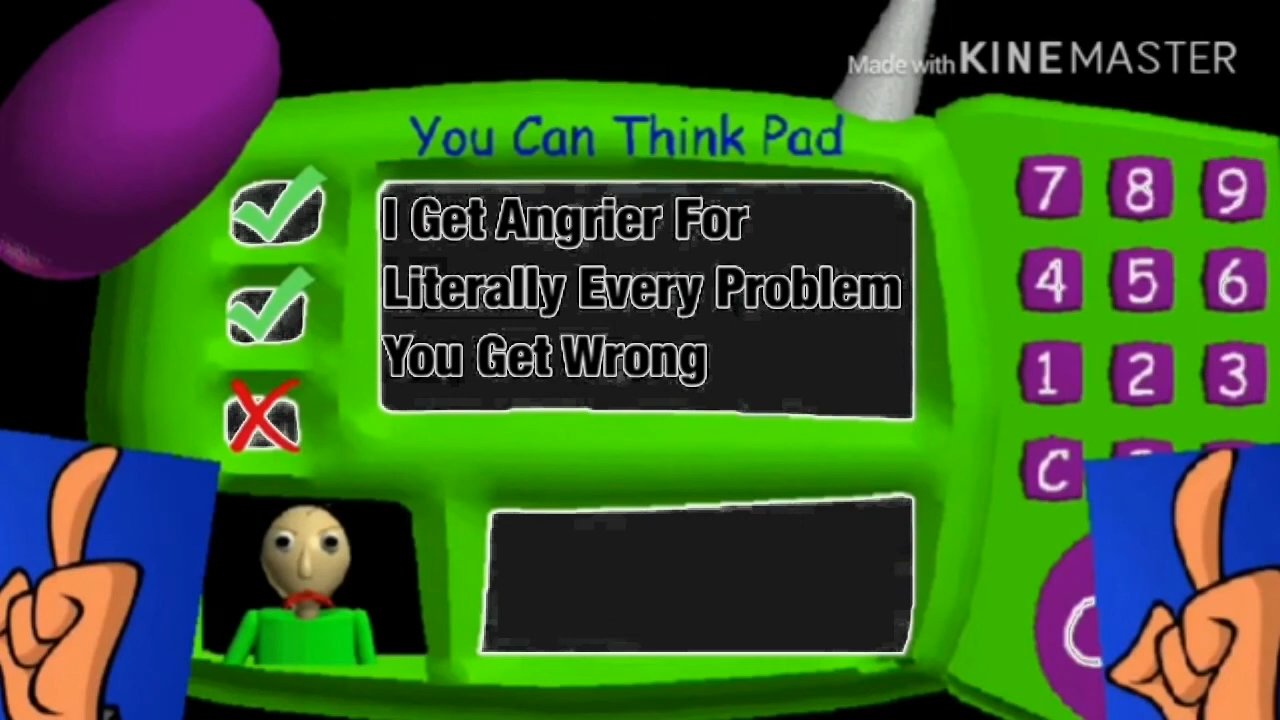 Made with KINEMASTER
You Can Think Pad
I Get Angrier For
Literally Every Problem
You Get Wrong
7 8 9
4 5 6
1 2 3
C